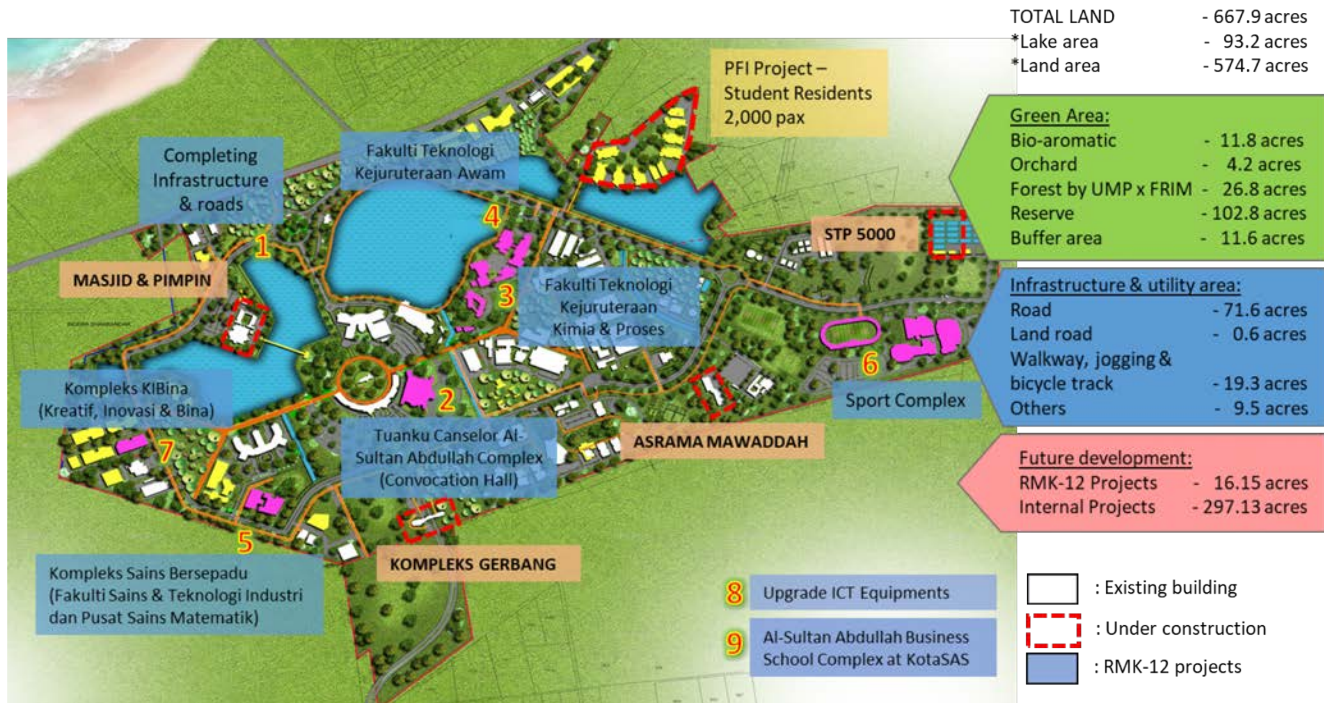 TOTAL LAND - 667.9 acres
*Lake area - 93.2 acres
*Land area - 574.7 acres
PFI Project –
Student Residents
2,000 pax
Green Area:
Bio-aromatic - 11.8 acres
Orchard - 4.2 acres
Forest by UMP x FRIM - 26.8 acres
Reserve - 102.8 acres
Buffer area - 11.6 acres
Completing
Infrastructure
& roads
Fakulti Teknologi
Kejuruteraan Awam
4
1
STP 5000
MASJID & PIMPIN
3
Fakulti Teknologi
Kejuruteraan
Kimia & Proses
Infrastructure & utility area:
Road - 71.6 acres
Land road - 0.6 acres
Walkway, jogging &
bicycle track - 19.3 acres
Others - 9.5 acres
6
Sport Complex
Kompleks KIBina
(Kreatif, Inovasi & Bina)
2
7
Tuanku Canselor Al-
Sultan Abdullah Complex
(Convocation Hall)
ASRAMA MAWADDAH
Future development:
RMK-12 Projects - 16.15 acres
Internal Projects - 297.13 acres
5
KOMPLEKS GERBANG
Kompleks Sains Bersepadu
(Fakulti Sains & Teknologi Industri
dan Pusat Sains Matematik)
8 Upgrade ICT Equipments
9 Al-Sultan Abdullah Business
School Complex at KotaSAS
: Existing building
: Under construction
: RMK-12 projects